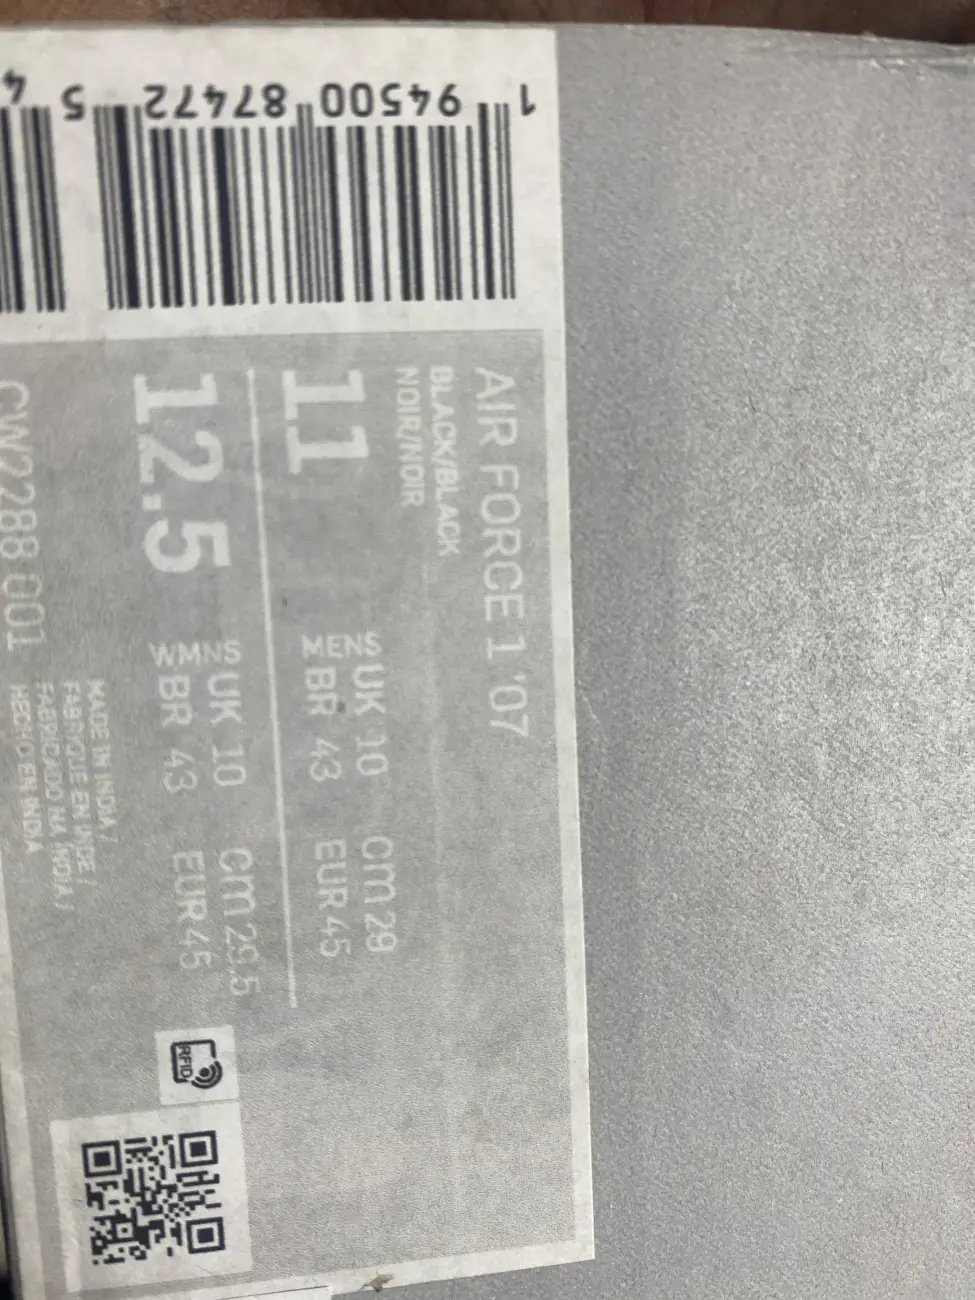 AIR FORCE 1 '07
BLACK/BLACK
NOIR/NOIR
11
MENS
UK 10 cm 29
BR 43 EUR 45
12.5
WMNS
UK 10 cm 29.5
BR 43 EUR 45
MADE IN INDIA /
FABRIQUE EN INDE /
FABRICADO NA INDIA /
HECHO EN INDIA
CW2288 001
RFID
1 94500 87472 5 4